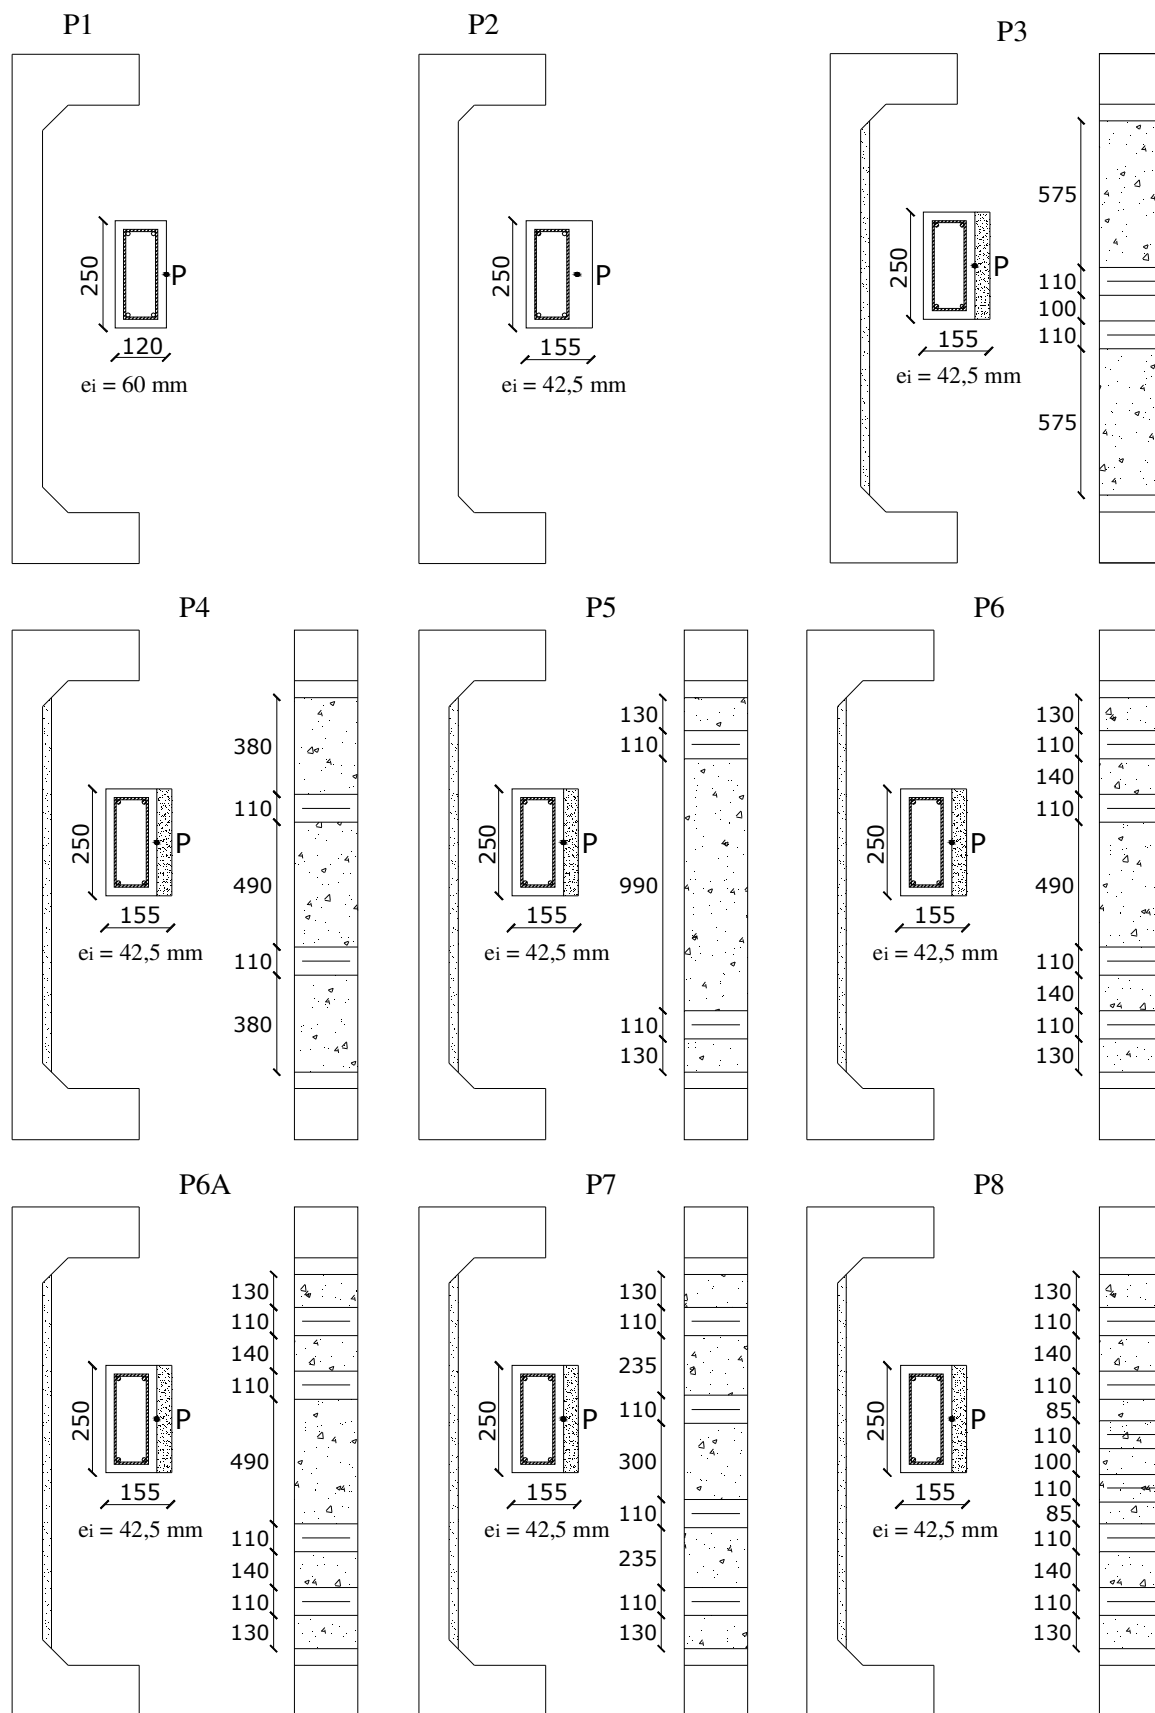 P1
250
P
120
ei = 60 mm
P2
250
P
155
ei = 42,5 mm
P3
250
P
155
ei = 42,5 mm
575
110
100
110
575
P4
250
P
155
ei = 42,5 mm
380
110
490
110
380
P5
250
P
155
ei = 42,5 mm
130
110
990
110
130
P6
250
P
155
ei = 42,5 mm
130
110
140
110
490
110
140
110
130
P6A
250
P
155
ei = 42,5 mm
130
110
140
110
490
110
140
110
130
P7
250
P
155
ei = 42,5 mm
130
110
235
110
300
110
235
110
130
P8
250
P
155
ei = 42,5 mm
130
110
140
110
85
110
100
110
85
110
140
110
130